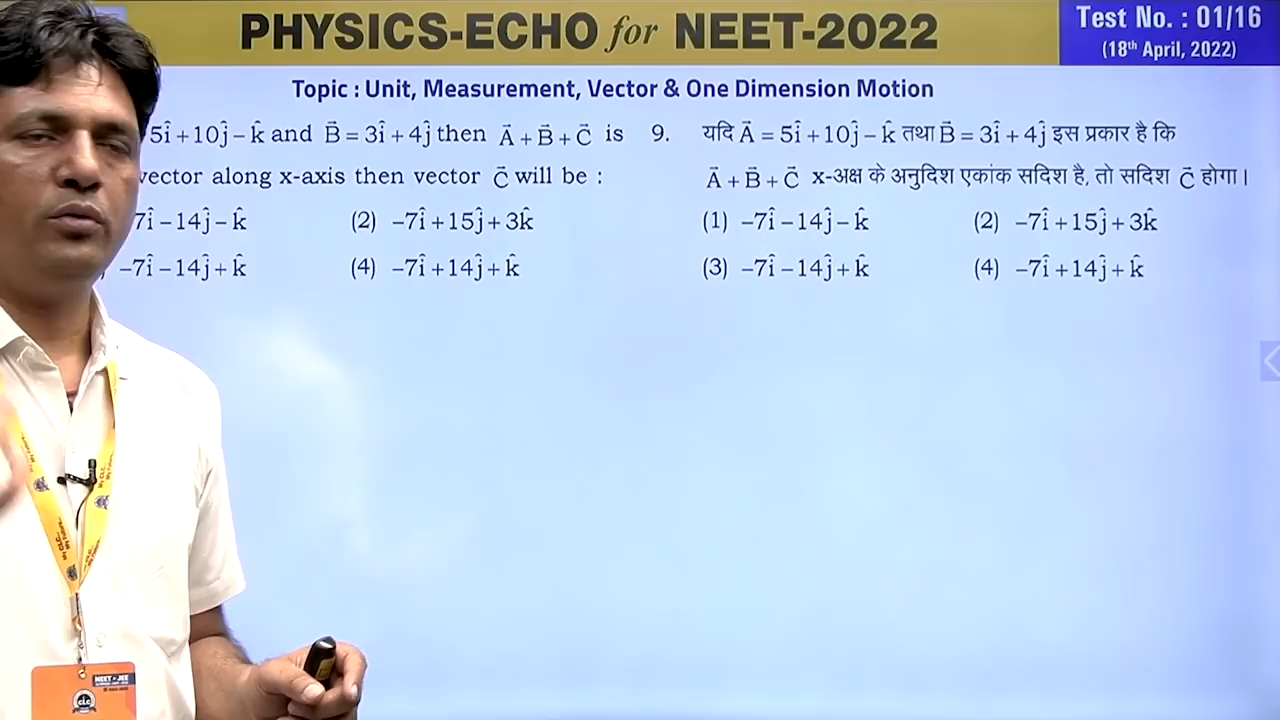 PHYSICS-ECHO for NEET-2022
Test No. : 01/16
(18th April, 2022)
Topic : Unit, Measurement, Vector & One Dimension Motion
5î + 10ĵ – k̂ and B⃗ = 3î + 4ĵ then A⃗ + B⃗ + C⃗ is
vector along x-axis then vector C⃗ will be :
7î – 14ĵ – k̂ (2) –7î + 15ĵ + 3k̂
–7î – 14ĵ + k̂ (4) –7î + 14ĵ + k̂
9. यदि A⃗ = 5î + 10ĵ – k̂ तथा B⃗ = 3î + 4ĵ इस प्रकार है कि
A⃗ + B⃗ + C⃗ x-अक्ष के अनुदिश एकांक सदिश है, तो सदिश C⃗ होगा।
(1) –7î – 14ĵ – k̂ (2) –7î + 15ĵ + 3k̂
(3) –7î – 14ĵ + k̂ (4) –7î + 14ĵ + k̂
NEET • JEE
CLC